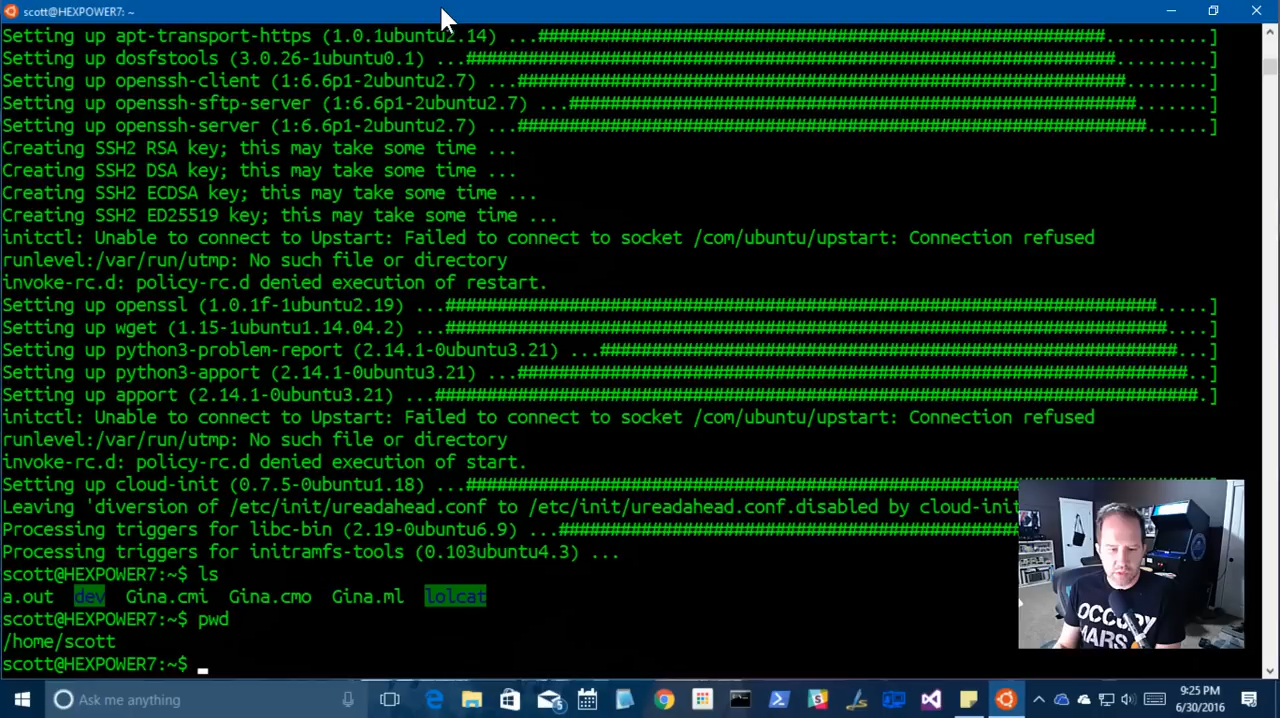 scott@HEXPOWER7: ~
Setting up apt-transport-https (1.0.1ubuntu2.14) ...#######################################################..........]
Setting up dosfstools (3.0.26-1ubuntu0.1) ...###############################################################.........]
Setting up openssh-client (1:6.6p1-2ubuntu2.7) ...###########################################################........]
Setting up openssh-sftp-server (1:6.6p1-2ubuntu2.7) ...#######################################################.......]
Setting up openssh-server (1:6.6p1-2ubuntu2.7) ...#############################################################......]
Creating SSH2 RSA key; this may take some time ...
Creating SSH2 DSA key; this may take some time ...
Creating SSH2 ECDSA key; this may take some time ...
Creating SSH2 ED25519 key; this may take some time ...
initctl: Unable to connect to Upstart: Failed to connect to socket /com/ubuntu/upstart: Connection refused
runlevel:/var/run/utmp: No such file or directory
invoke-rc.d: policy-rc.d denied execution of restart.
Setting up openssl (1.0.1f-1ubuntu2.19) ...#####################################################################.....]
Setting up wget (1.15-1ubuntu1.14.04.2) ...######################################################################....]
Setting up python3-problem-report (2.14.1-0ubuntu3.21) ...########################################################...]
Setting up python3-apport (2.14.1-0ubuntu3.21) ...#################################################################..]
Setting up apport (2.14.1-0ubuntu3.21) ...##########################################################################.]
initctl: Unable to connect to Upstart: Failed to connect to socket /com/ubuntu/upstart: Connection refused
runlevel:/var/run/utmp: No such file or directory
invoke-rc.d: policy-rc.d denied execution of start.
Setting up cloud-init (0.7.5-0ubuntu1.18) ...######################################################
Leaving 'diversion of /etc/init/ureadahead.conf to /etc/init/ureadahead.conf.disabled by cloud-init
Processing triggers for libc-bin (2.19-0ubuntu6.9) ...#############################################
Processing triggers for initramfs-tools (0.103ubuntu4.3) ...
scott@HEXPOWER7:~$ ls
a.out dev Gina.cmi Gina.cmo Gina.ml lolcat
scott@HEXPOWER7:~$ pwd
/home/scott
scott@HEXPOWER7:~$
OCCUPY
MARS
Ask me anything
9:25 PM
6/30/2016